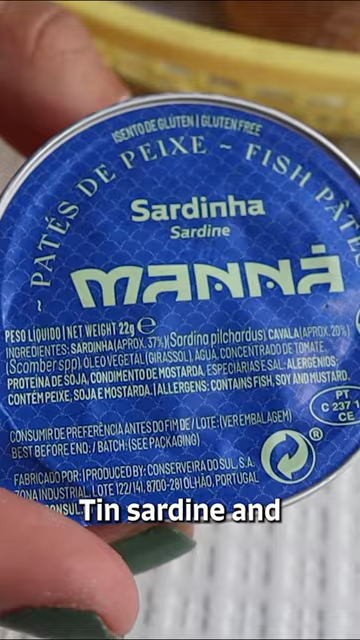 ISENTO DE GLÚTEN | GLUTEN FREE
~ PATÉS DE PEIXE ~ FISH PÂTÉS
Sardinha
Sardine
MANNÁ
PESO LÍQUIDO | NET WEIGHT 22g e
INGREDIENTES: SARDINHA (APROX. 37%) (Sardina pilchardus), CAVALA (APROX. 20%)
(Scomber spp), ÓLEO VEGETAL (GIRASSOL), ÁGUA, CONCENTRADO DE TOMATE,
PROTEÍNA DE SOJA, CONDIMENTO DE MOSTARDA, ESPECIARIAS E SAL. ALERGÉNIOS:
CONTÉM PEIXE, SOJA E MOSTARDA. | ALLERGENS: CONTAINS FISH, SOY AND MUSTARD.
PT
C 237 1
CE
CONSUMIR DE PREFERÊNCIA ANTES DO FIM DE / LOTE: (VER EMBALAGEM)
BEST BEFORE END: / BATCH: (SEE PACKAGING)
FABRICADO POR: | PRODUCED BY: CONSERVEIRA DO SUL, S.A.
ZONA INDUSTRIAL, LOTE 122/141, 8700-281 OLHÃO, PORTUGAL
Tin sardine and